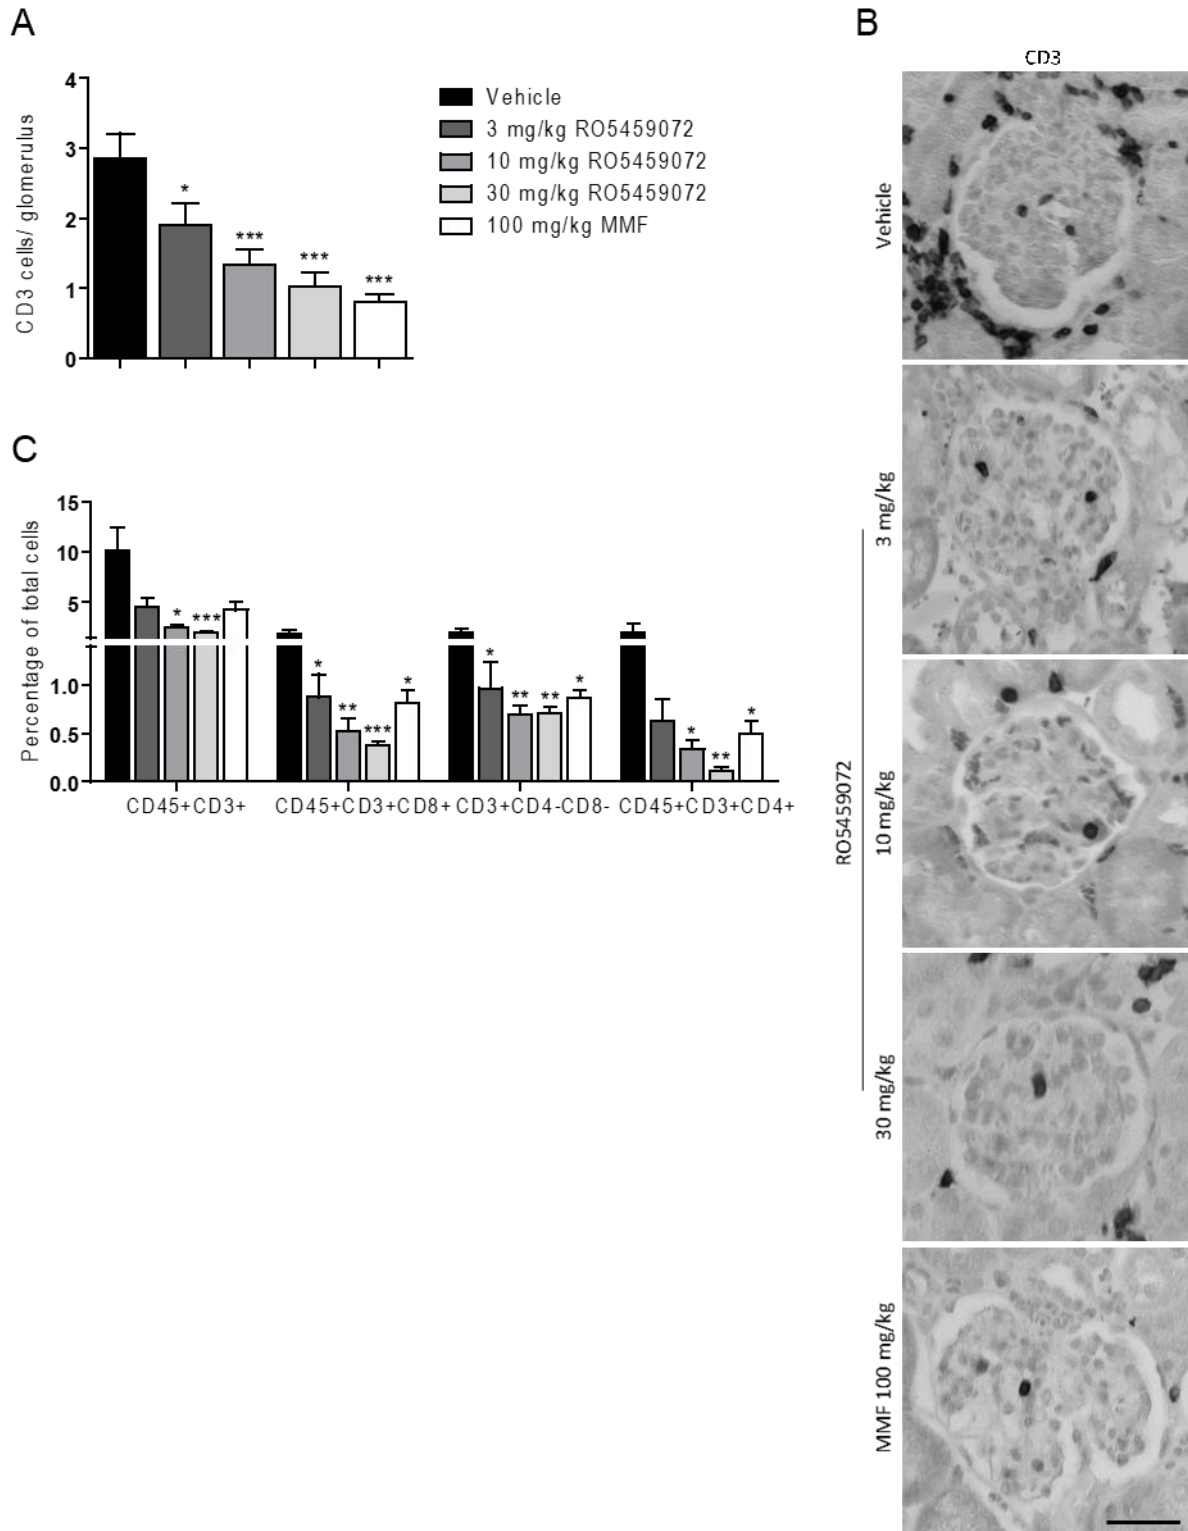 A
4
3
2
1
0
CD3 cells/ glomerulus
*
***
***
***
Vehicle
3 mg/kg RO5459072
10 mg/kg RO5459072
30 mg/kg RO5459072
100 mg/kg MMF
B
CD3
Vehicle
3 mg/kg
10 mg/kg
30 mg/kg
RO5459072
MMF 100 mg/kg
C
15
10
5
1.0
0.5
0.0
Percentage of total cells
* ***
* ** *** *
* ** ** *
* ** *
CD45+CD3+ CD45+CD3+CD8+ CD3+CD4-CD8- CD45+CD3+CD4+